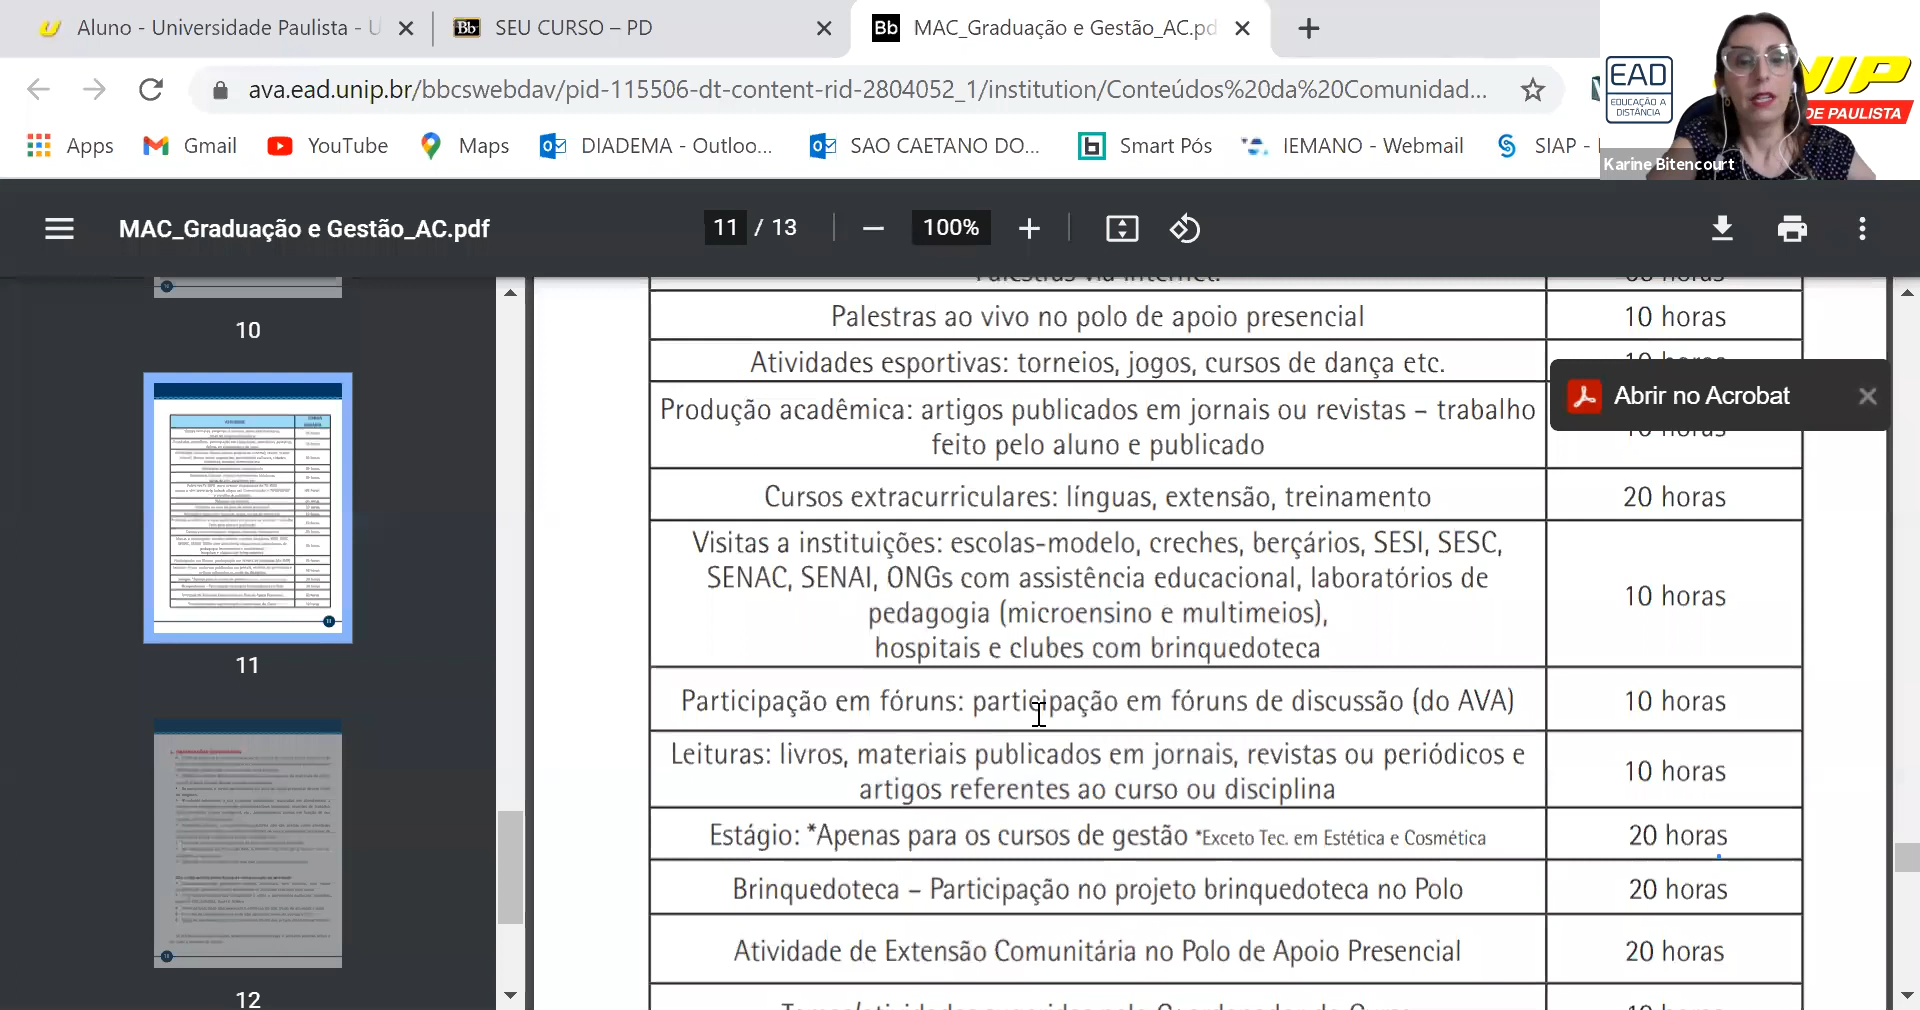 Aluno - Universidade Paulista - U
SEU CURSO – PD
MAC_Graduação e Gestão_AC.pd
ava.ead.unip.br/bbcswebdav/pid-115506-dt-content-rid-2804052_1/institution/Conteúdos%20da%20Comunidad...
Apps
Gmail
YouTube
Maps
DIADEMA - Outloo...
SAO CAETANO DO...
Smart Pós
IEMANO - Webmail
SIAP -
EAD
EDUCAÇÃO A
DISTÂNCIA
NIP
DE PAULISTA
Karine Bitencourt
MAC_Graduação e Gestão_AC.pdf
11 / 13
100%
10
11
12
Palestras via internet.
Palestras ao vivo no polo de apoio presencial
10 horas
Atividades esportivas: torneios, jogos, cursos de dança etc.
10 horas
Abrir no Acrobat
Produção acadêmica: artigos publicados em jornais ou revistas – trabalho
feito pelo aluno e publicado
10 horas
Cursos extracurriculares: línguas, extensão, treinamento
20 horas
Visitas a instituições: escolas-modelo, creches, berçários, SESI, SESC,
SENAC, SENAI, ONGs com assistência educacional, laboratórios de
pedagogia (microensino e multimeios),
hospitais e clubes com brinquedoteca
10 horas
Participação em fóruns: participação em fóruns de discussão (do AVA)
10 horas
Leituras: livros, materiais publicados em jornais, revistas ou periódicos e
artigos referentes ao curso ou disciplina
10 horas
Estágio: *Apenas para os cursos de gestão *Exceto Tec. em Estética e Cosmética
20 horas
Brinquedoteca – Participação no projeto brinquedoteca no Polo
20 horas
Atividade de Extensão Comunitária no Polo de Apoio Presencial
20 horas